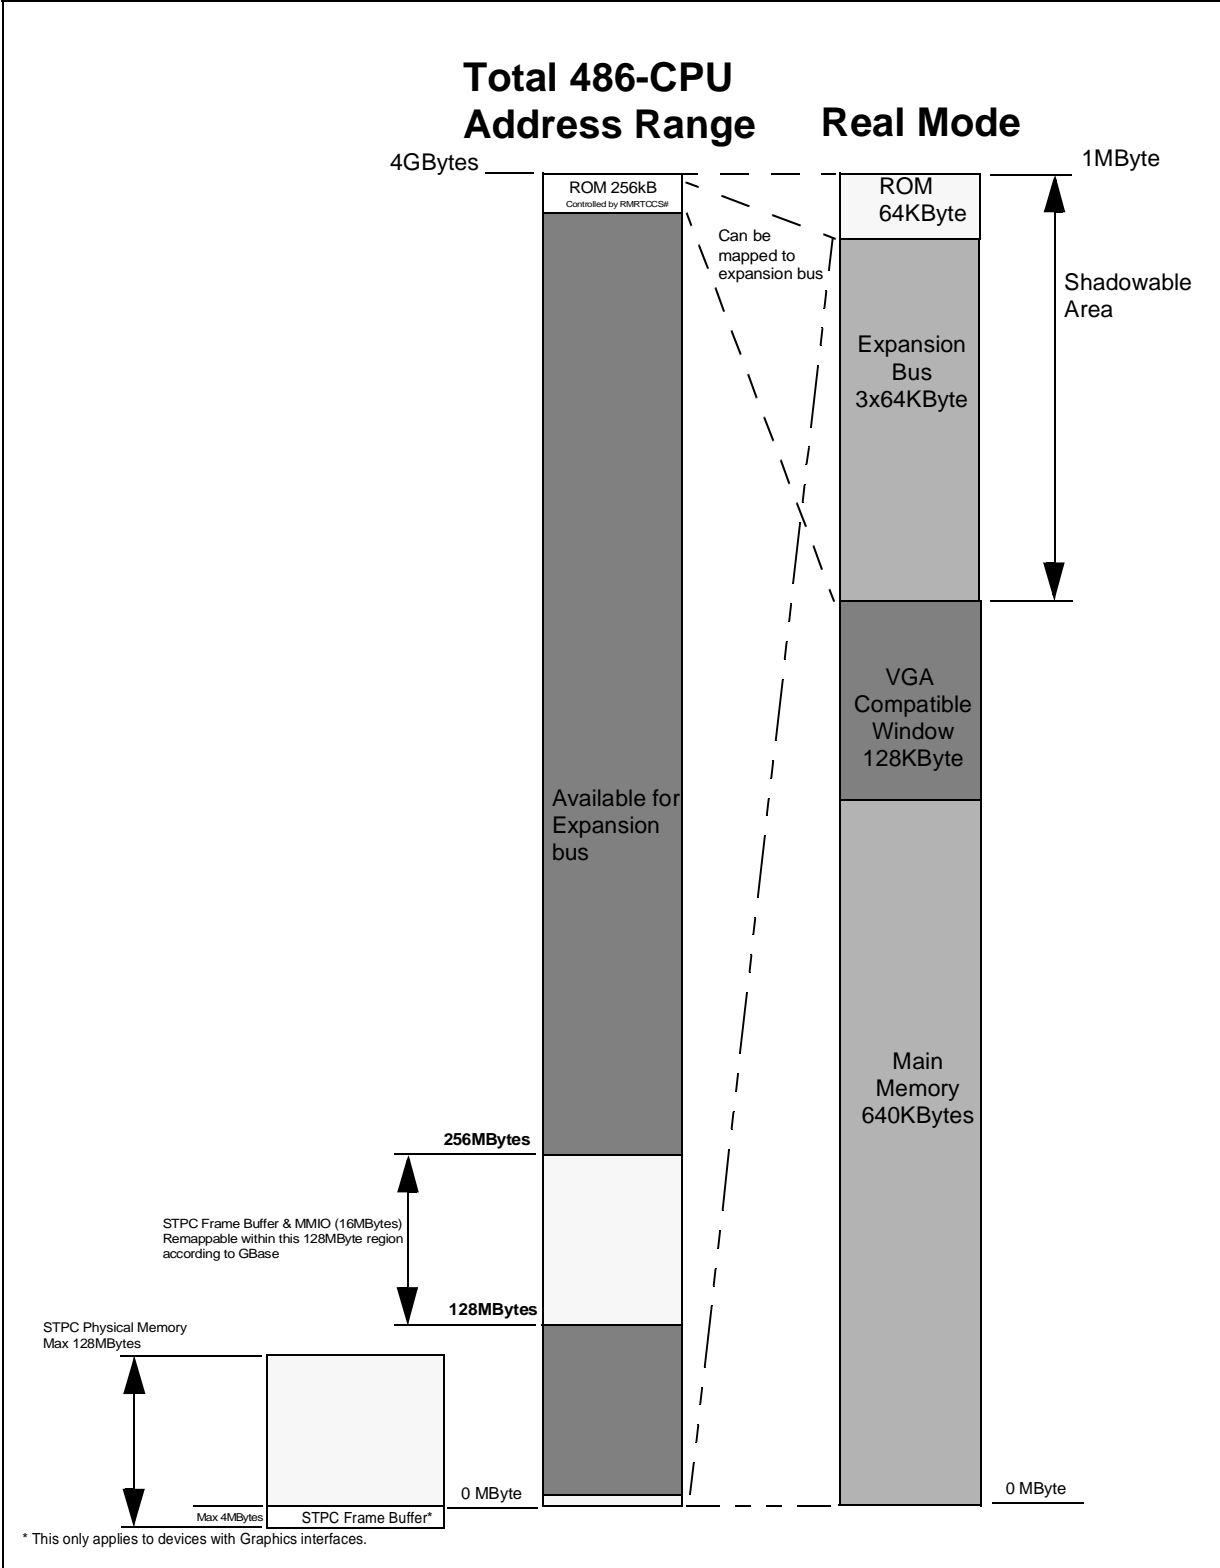 Total 486-CPU
Address Range
Real Mode
4GBytes
1MByte
ROM 256kB
Controlled by RMRTCCS#
ROM
64KByte
Can be
mapped to
expansion bus
Shadowable
Area
Expansion
Bus
3x64KByte
VGA
Compatible
Window
128KByte
Available for
Expansion
bus
Main
Memory
640KBytes
256MBytes
STPC Frame Buffer & MMIO (16MBytes)
Remappable within this 128MByte region
according to GBase
128MBytes
STPC Physical Memory
Max 128MBytes
0 MByte
0 MByte
Max 4MBytes
STPC Frame Buffer*
* This only applies to devices with Graphics interfaces.